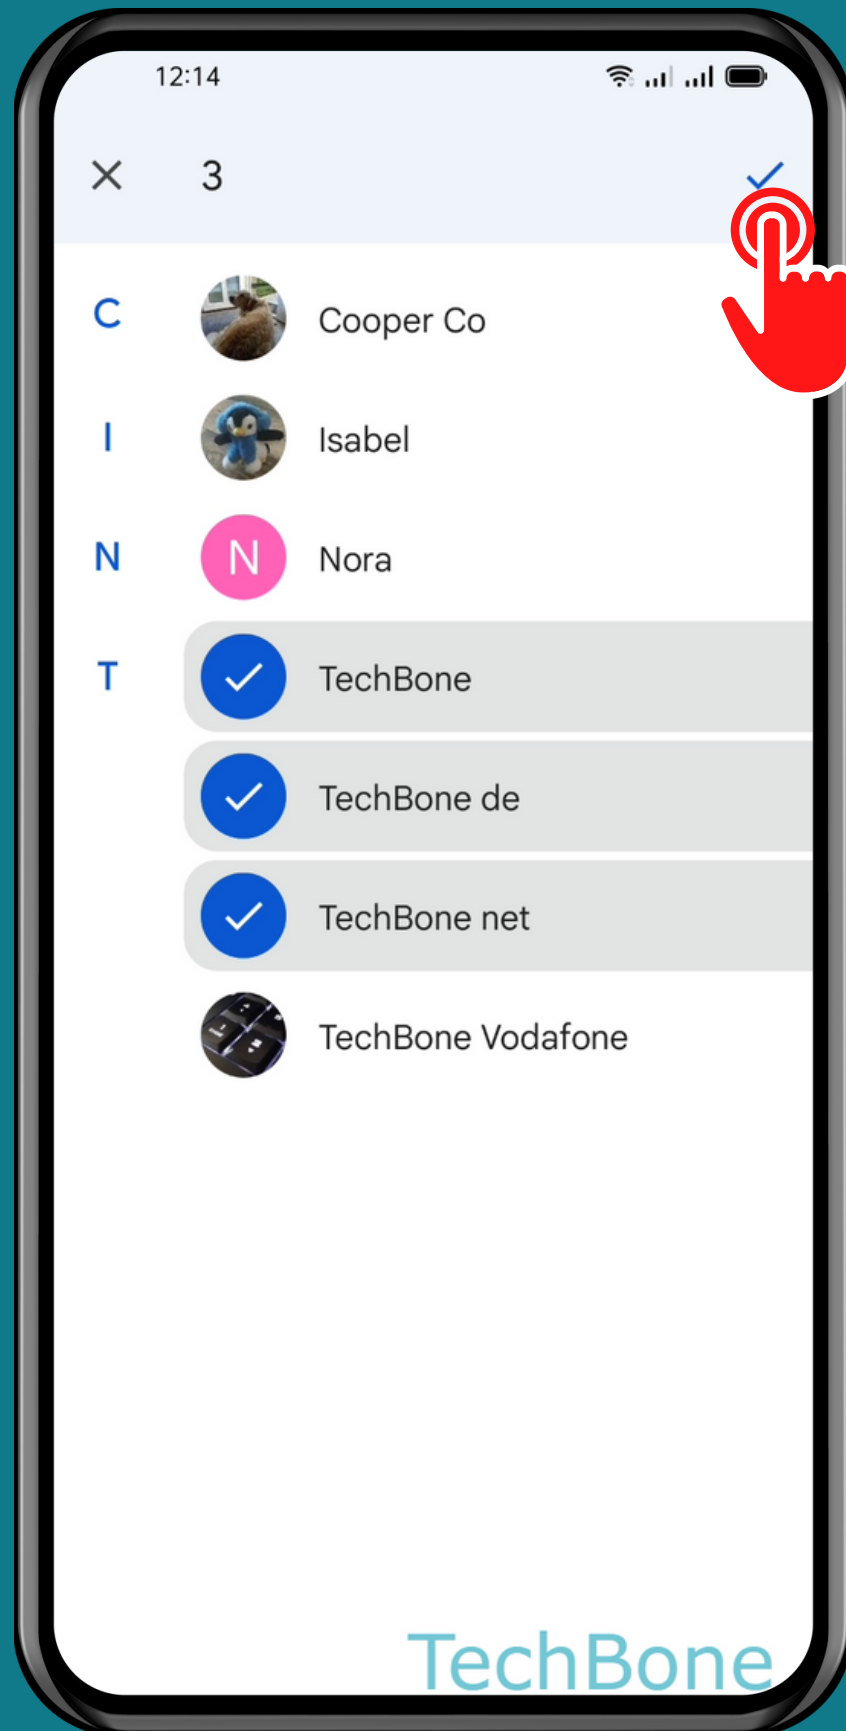 12:14
3
C
Cooper Co
I
Isabel
N
N
Nora
T
TechBone
TechBone de
TechBone net
TechBone Vodafone
TechBone